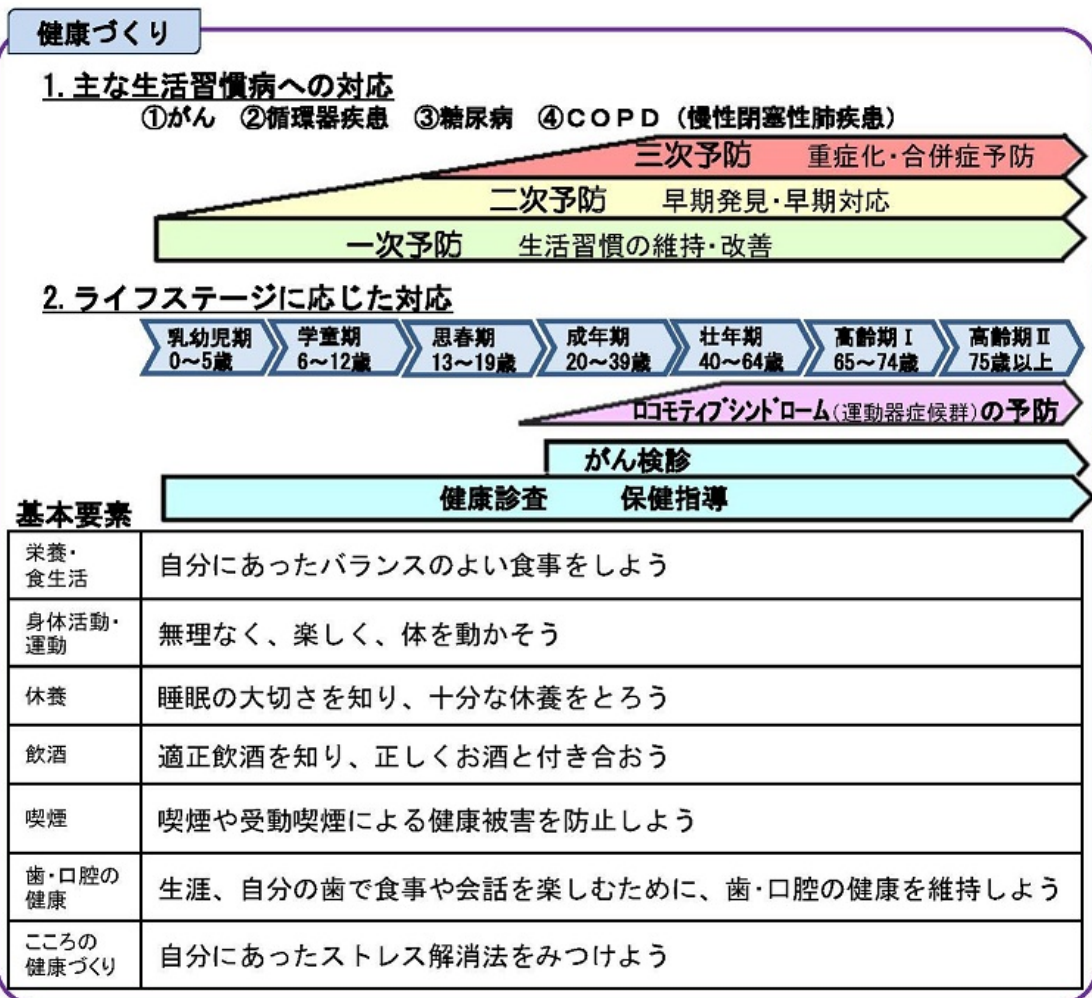 健康づくり
1. 主な生活習慣病への対応
①がん ②循環器疾患 ③糖尿病 ④COPD（慢性閉塞性肺疾患）
三次予防 重症化・合併症予防
二次予防 早期発見・早期対応
一次予防 生活習慣の維持・改善
2. ライフステージに応じた対応
乳幼児期 学童期 思春期 成年期 壮年期 高齢期Ⅰ 高齢期Ⅱ
0～5歳 6～12歳 13～19歳 20～39歳 40～64歳 65～74歳 75歳以上
ロコモティブシンドローム(運動器症候群)の予防
がん検診
健康診査 保健指導
基本要素
栄養・
食生活
自分にあったバランスのよい食事をしよう
身体活動・
運動
無理なく、楽しく、体を動かそう
休養
睡眠の大切さを知り、十分な休養をとろう
飲酒
適正飲酒を知り、正しくお酒と付き合おう
喫煙
喫煙や受動喫煙による健康被害を防止しよう
歯・口腔の
健康
生涯、自分の歯で食事や会話を楽しむために、歯・口腔の健康を維持しよう
こころの
健康づくり
自分にあったストレス解消法をみつけよう